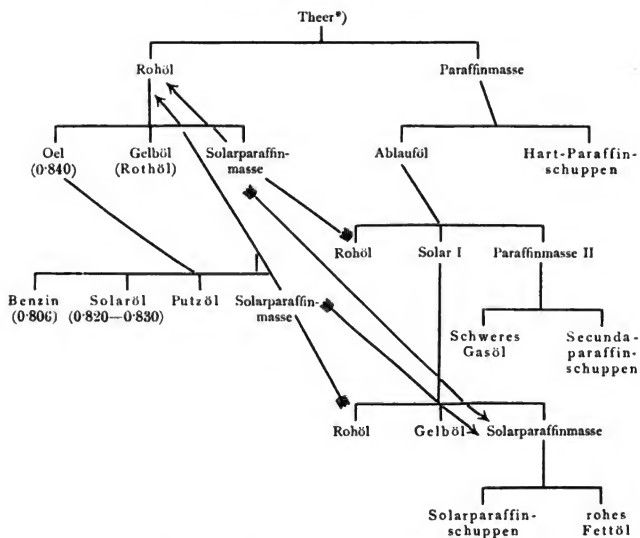 Theer*)
Rohöl
Paraffinmasse
Oel
(0·840)
Gelböl
(Rothöl)
Solarparaffin-
masse
Ablauföl
Hart-Paraffin-
schuppen
Rohöl
Solar I
Paraffinmasse II
Benzin
(0·806)
Solaröl
(0·820—0·830)
Putzöl
Solarparaffin-
masse
Schweres
Gasöl
Secunda-
paraffin-
schuppen
Rohöl
Gelböl
Solarparaffinmasse
Solarparaffin-
schuppen
rohes
Fettöl